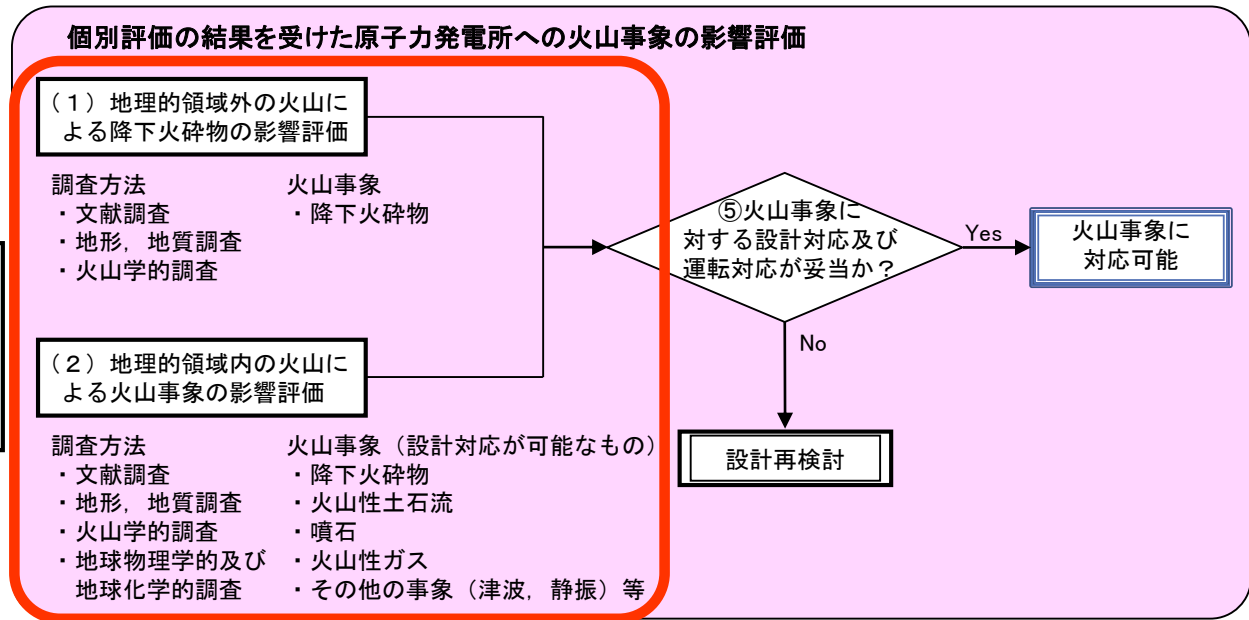 個別評価の結果を受けた原子力発電所への火山事象の影響評価
(1)地理的領域外の火山に
よる降下火砕物の影響評価
調査方法
・文献調査
・地形,地質調査
・火山学的調査
火山事象
・降下火砕物
(2)地理的領域内の火山に
よる火山事象の影響評価
調査方法
・文献調査
・地形,地質調査
・火山学的調査
・地球物理学的及び
地球化学的調査
火山事象(設計対応が可能なもの)
・降下火砕物
・火山性土石流
・噴石
・火山性ガス
・その他の事象(津波,静振)等
⑤火山事象に
対する設計対応及び
運転対応が妥当か?
Yes
火山事象に
対応可能
No
設計再検討